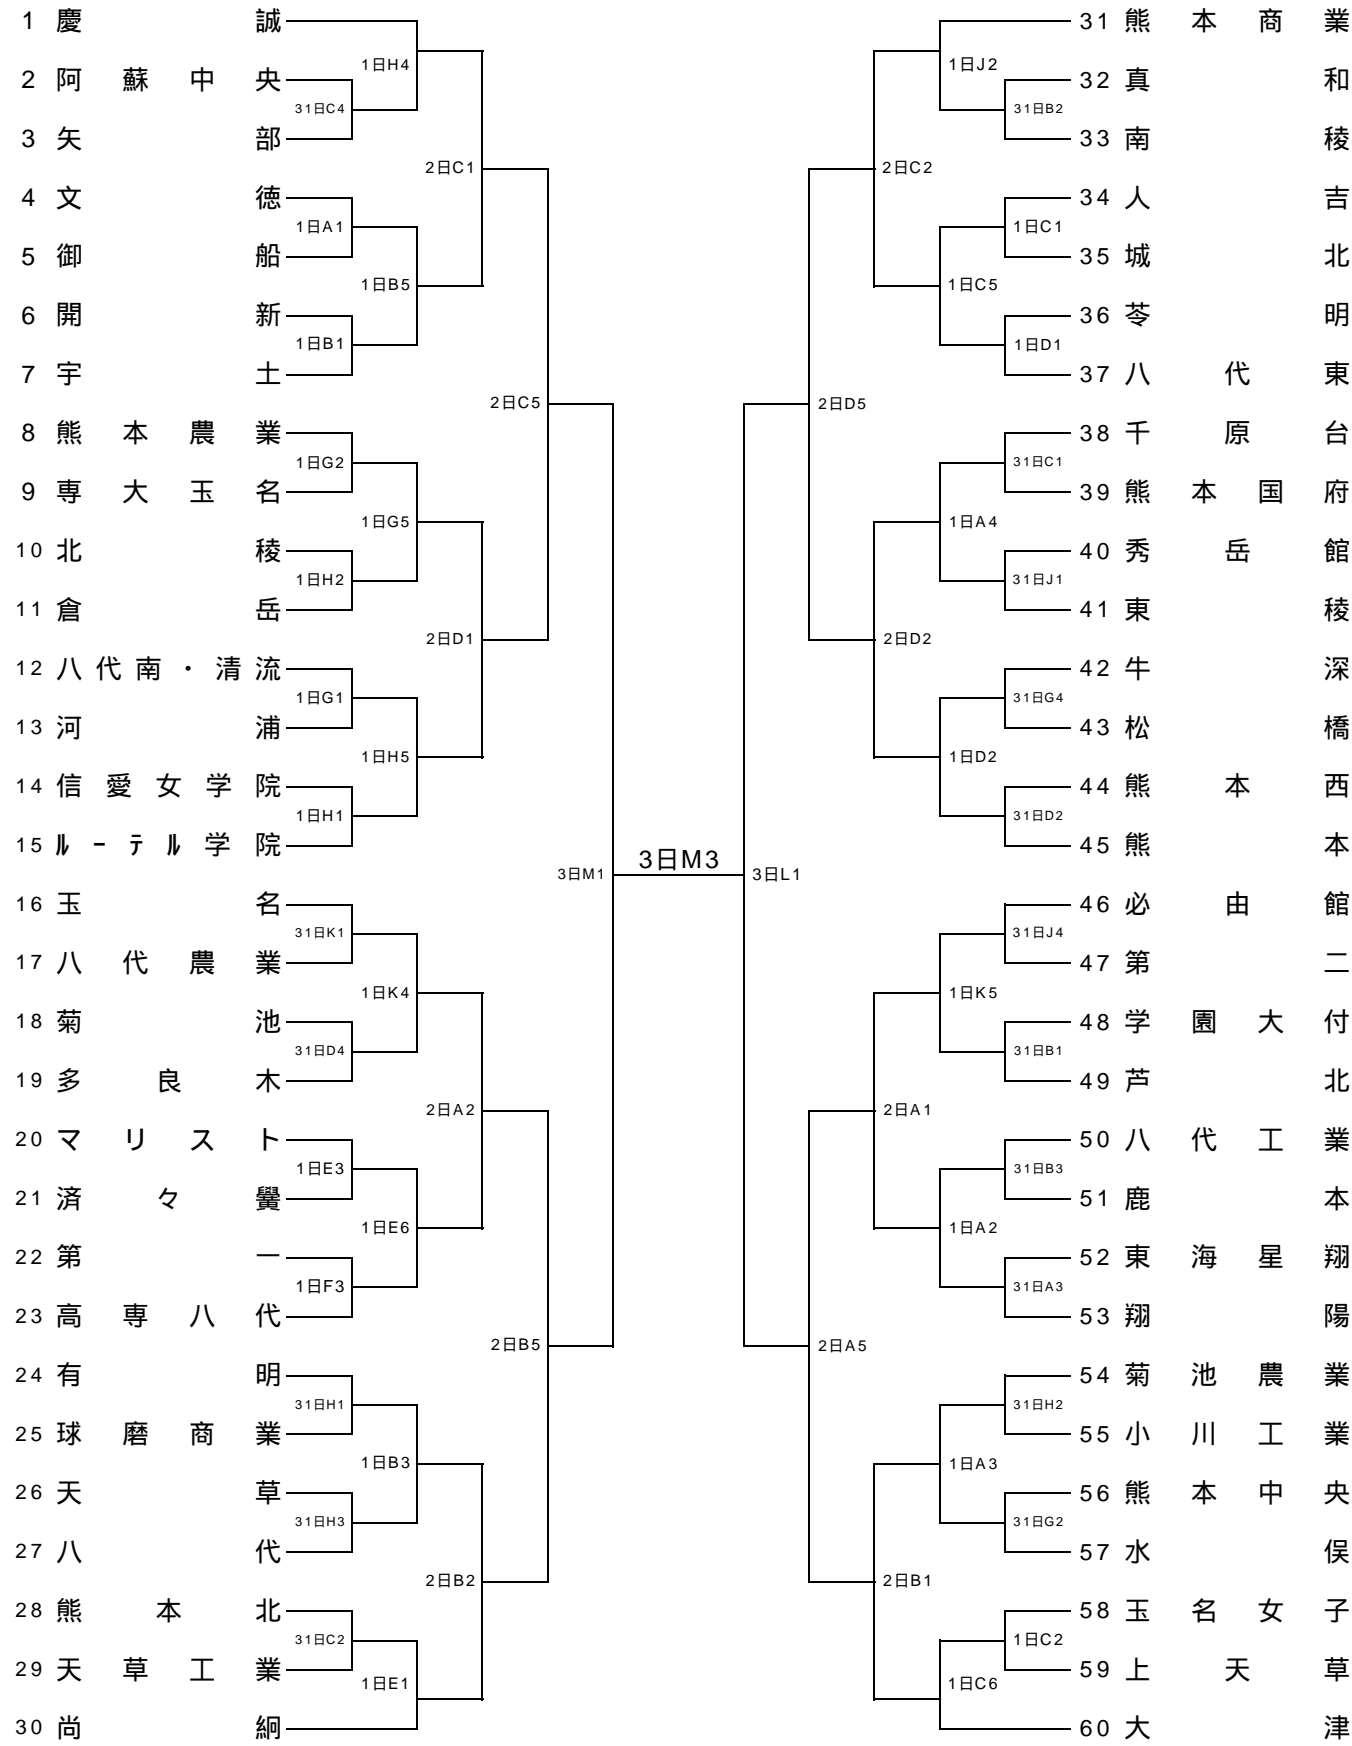 1 慶誠
2 阿蘇中央
3 矢部
4 文徳
5 御船
6 開新
7 宇土
8 熊本農業
9 専大玉名
10 北稜
11 倉岳
12 八代南・清流
13 河浦
14 信愛女学院
15 ルーテル学院
16 玉名
17 八代農業
18 菊池
19 多良木
20 マリスト
21 済々黌
22 第一
23 高専八代
24 有明
25 球磨商業
26 天草
27 八代
28 熊本北
29 天草工業
30 尚絅
31日C4
1日A1
1日B1
1日G2
1日H2
1日G1
1日H1
31日K1
31日D4
1日E3
1日F3
31日H1
31日H3
31日C2
1日H4
1日B5
1日G5
1日H5
1日K4
1日E6
1日B3
1日E1
2日C1
2日D1
2日A2
2日B2
2日C5
2日B5
3日M1
3日M3
3日L1
2日D5
2日A5
2日C2
2日D2
2日A1
2日B1
1日J2
1日C5
1日A4
1日D2
1日K5
1日A2
1日A3
1日C6
31日B2
1日C1
1日D1
31日C1
31日J1
31日G4
31日D2
31日J4
31日B1
31日B3
31日A3
31日H2
31日G2
1日C2
31 熊本商業
32 真和
33 南稜
34 人吉
35 城北
36 苓明
37 八代東
38 千原台
39 熊本国府
40 秀岳館
41 東稜
42 牛深
43 松橋
44 熊本西
45 熊本
46 必由館
47 第二
48 学園大付
49 芦北
50 八代工業
51 鹿本
52 東海星翔
53 翔陽
54 菊池農業
55 小川工業
56 熊本中央
57 水俣
58 玉名女子
59 上天草
60 大津